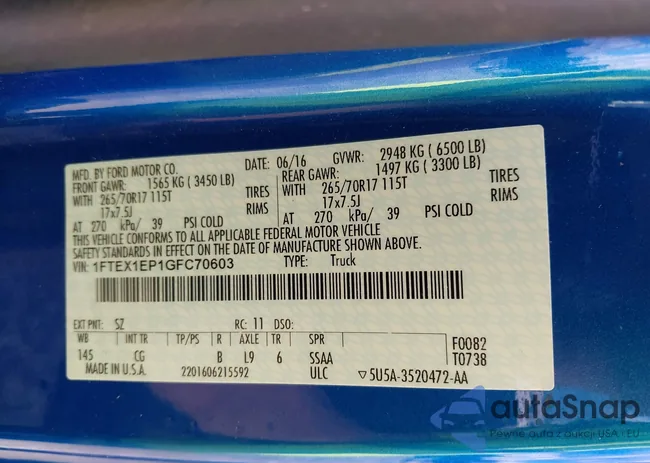 MFD. BY FORD MOTOR CO.
DATE: 06/16 GVWR: 2948 KG ( 6500 LB)
FRONT GAWR: 1565 KG ( 3450 LB) REAR GAWR: 1497 KG ( 3300 LB)
WITH 265/70R17 115T TIRES WITH 265/70R17 115T TIRES
17x7.5J RIMS 17x7.5J RIMS
AT 270 kPa/ 39 PSI COLD AT 270 kPa/ 39 PSI COLD
THIS VEHICLE CONFORMS TO ALL APPLICABLE FEDERAL MOTOR VEHICLE
SAFETY STANDARDS IN EFFECT ON THE DATE OF MANUFACTURE SHOWN ABOVE.
VIN: 1FTEX1EP1GFC70603 TYPE: Truck
EXT PNT: SZ RC: 11 DSO:
WB INT TR TP/PS R AXLE TR SPR F0082
145 CG B L9 6 SSAA T0738
MADE IN U.S.A. 2201606215592 ULC ▽5U5A-3520472-AA
autoSnap
Pewne auto z aukcji USA i EU